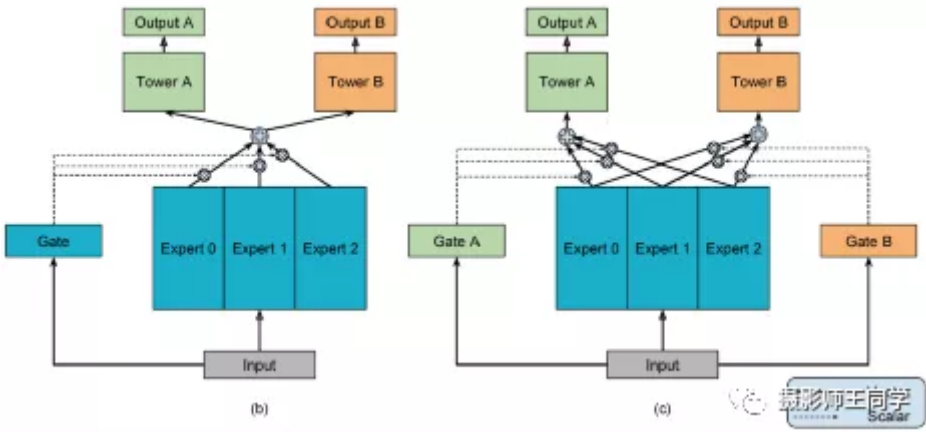 Output A
Output B
Output A
Output B
Tower A
Tower B
Tower A
Tower B
Gate
Expert 0
Expert 1
Expert 2
Gate A
Expert 0
Expert 1
Expert 2
Gate B
Input
Input
(b)
(c)
摄影师王同学
Scalar